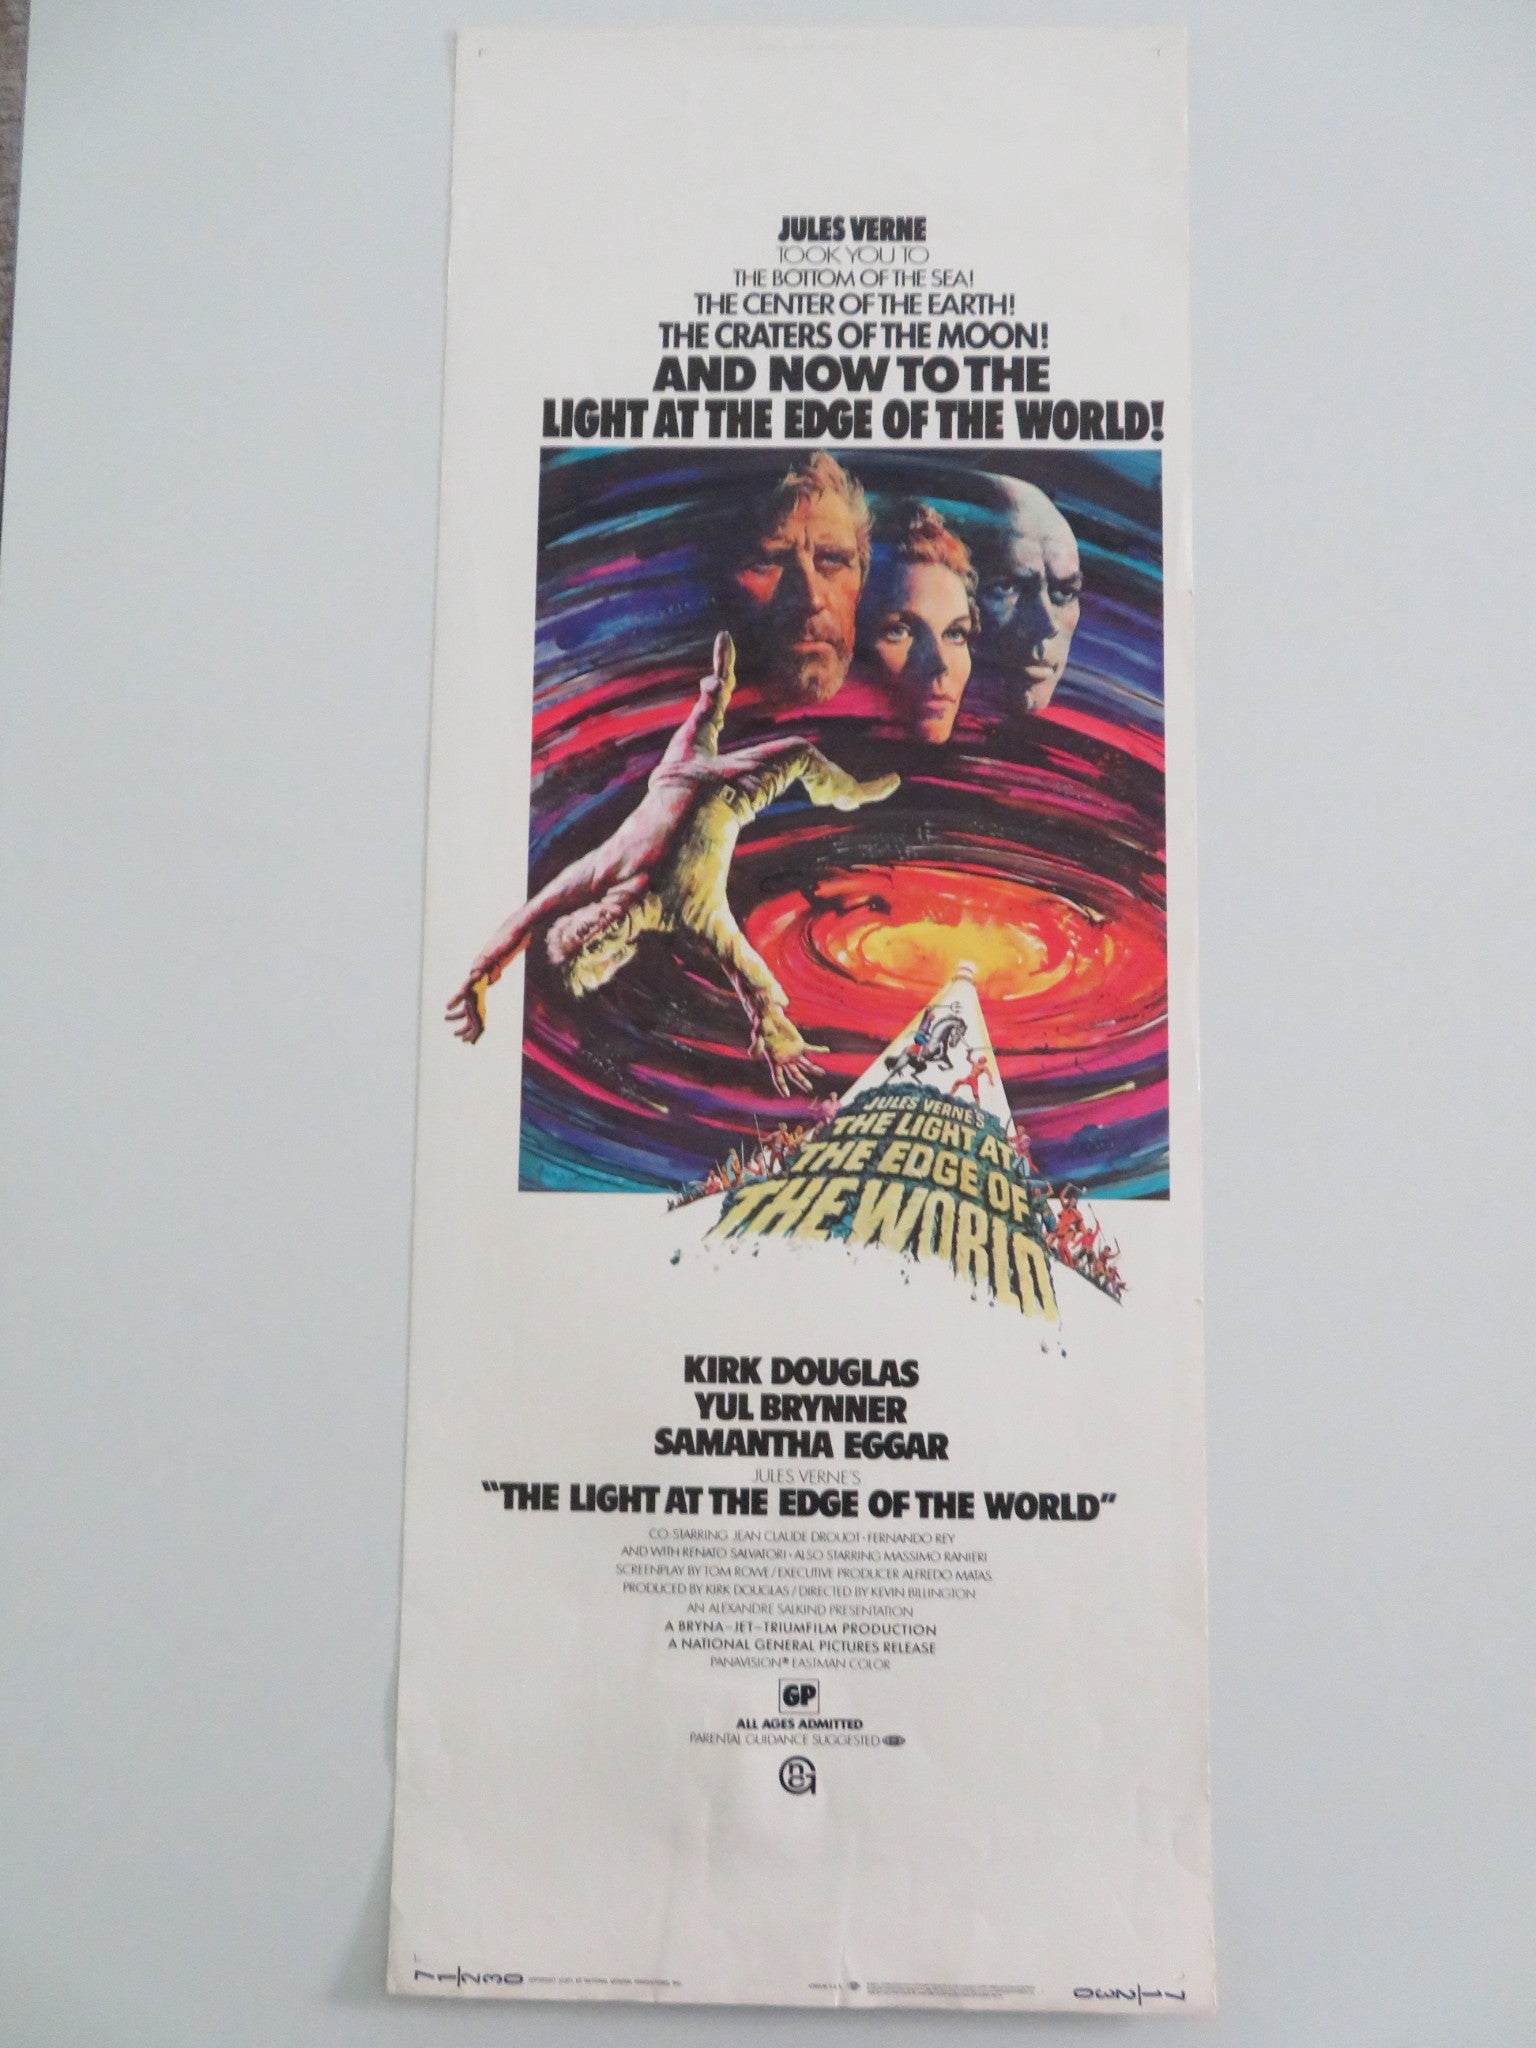 JULES VERNE
TOOK YOU TO
THE BOTTOM OF THE SEA!
THE CENTER OF THE EARTH!
THE CRATERS OF THE MOON!
AND NOW TO THE
LIGHT AT THE EDGE OF THE WORLD!
JULES VERNE'S
THE LIGHT AT
THE EDGE OF
THE WORLD
KIRK DOUGLAS
YUL BRYNNER
SAMANTHA EGGAR
JULES VERNE'S
"THE LIGHT AT THE EDGE OF THE WORLD"
CO-STARRING JEAN CLAUDE DROUOT · FERNANDO REY
AND WITH RENATO SALVATORI · ALSO STARRING MASSIMO RANIERI
SCREENPLAY BY TOM ROWE / EXECUTIVE PRODUCER ALFREDO MATAS
PRODUCED BY KIRK DOUGLAS / DIRECTED BY KEVIN BILLINGTON
AN ALEXANDRE SALKIND PRESENTATION
A BRYNA-JET-TRIUMFILM PRODUCTION
A NATIONAL GENERAL PICTURES RELEASE
PANAVISION® EASTMAN COLOR
GP
ALL AGES ADMITTED
PARENTAL GUIDANCE SUGGESTED
71/230
71/230